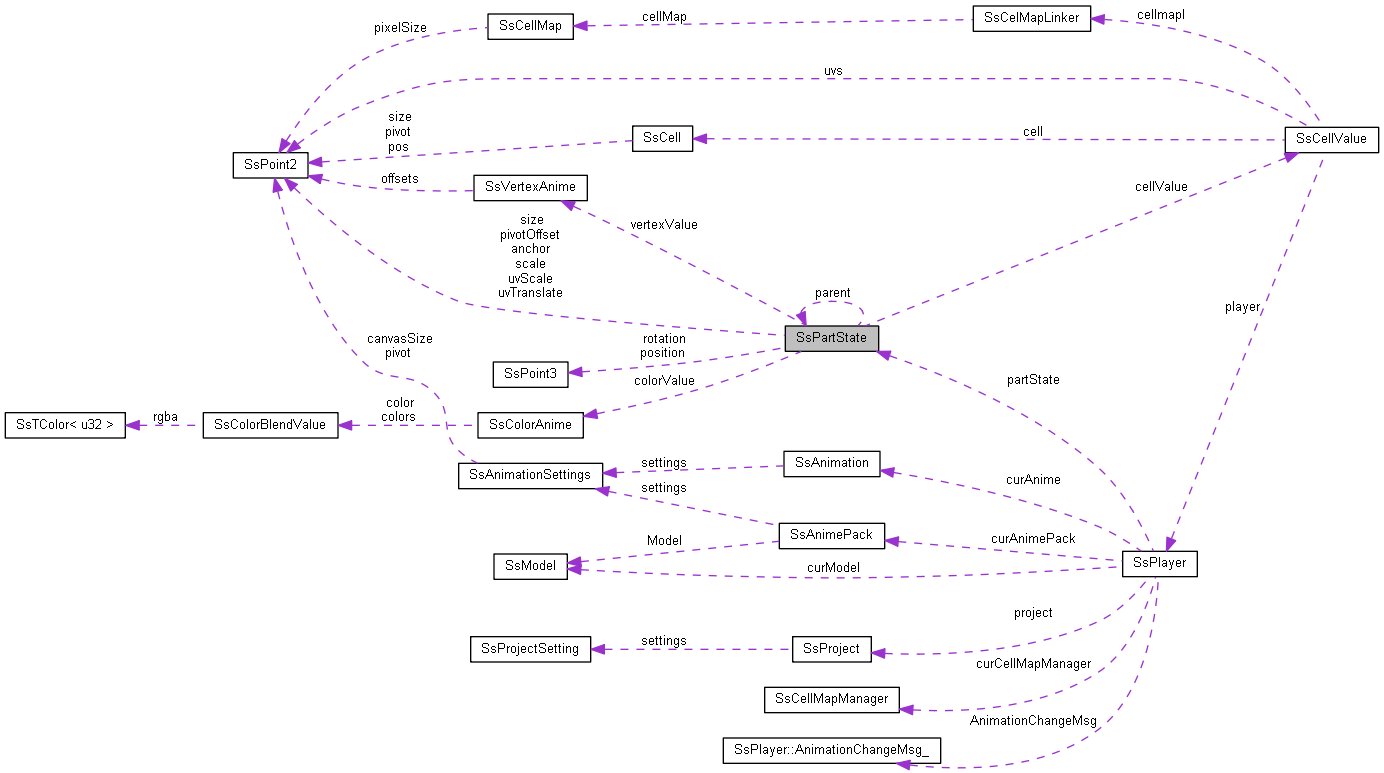 SsCellMap
cellMap
SsCelMapLinker
cellmapl
pixelSize
uvs
size
pivot
pos
SsCell
cell
SsCellValue
SsPoint2
offsets
SsVertexAnime
cellValue
vertexValue
size
pivotOffset
anchor
scale
uvScale
uvTranslate
parent
player
SsPartState
canvasSize
pivot
rotation
position
SsPoint3
colorValue
partState
SsTColor< u32 >
rgba
SsColorBlendValue
color
colors
SsColorAnime
SsAnimationSettings
settings
SsAnimation
curAnime
settings
SsAnimePack
curAnimePack
Model
SsModel
curModel
SsPlayer
project
SsProjectSetting
settings
SsProject
curCellMapManager
SsCellMapManager
AnimationChangeMsg
SsPlayer::AnimationChangeMsg_